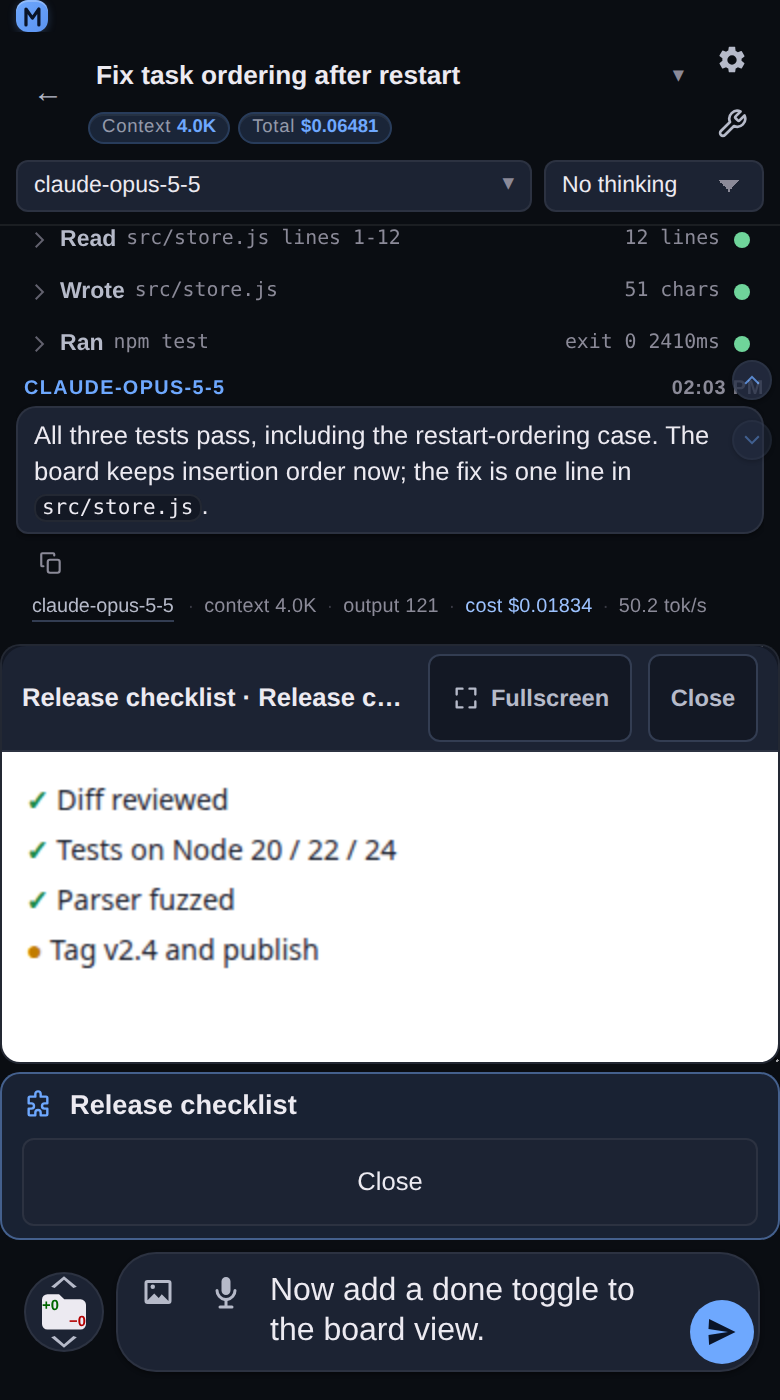 M
Fix task ordering after restart
Context 4.0K Total $0.06481
claude-opus-5-5 No thinking
Read src/store.js lines 1-12 12 lines
Wrote src/store.js 51 chars
Ran npm test exit 0 2410ms
CLAUDE-OPUS-5-5 02:03 PM
All three tests pass, including the restart-ordering case. The
board keeps insertion order now; the fix is one line in
src/store.js.
claude-opus-5-5 · context 4.0K · output 121 · cost $0.01834 · 50.2 tok/s
Release checklist · Release c… Fullscreen Close
✓ Diff reviewed
✓ Tests on Node 20 / 22 / 24
✓ Parser fuzzed
● Tag v2.4 and publish
Release checklist
Close
+0
−0
Now add a done toggle to
the board view.